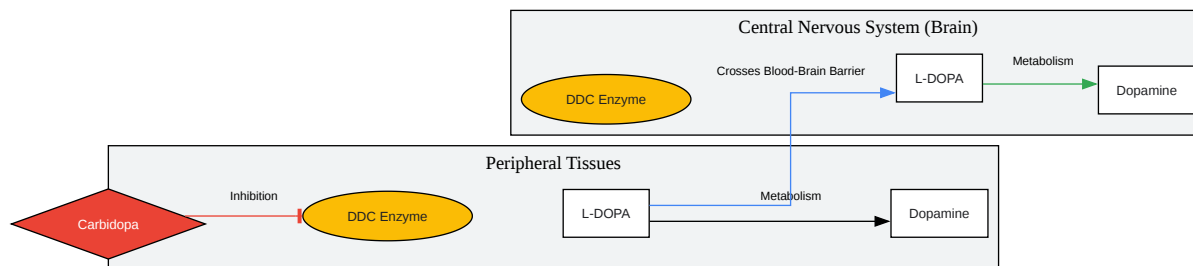 Central Nervous System (Brain)
Crosses Blood-Brain Barrier
Metabolism
L-DOPA
DDC Enzyme
Dopamine
Peripheral Tissues
Inhibition
Metabolism
Carbidopa
DDC Enzyme
L-DOPA
Dopamine